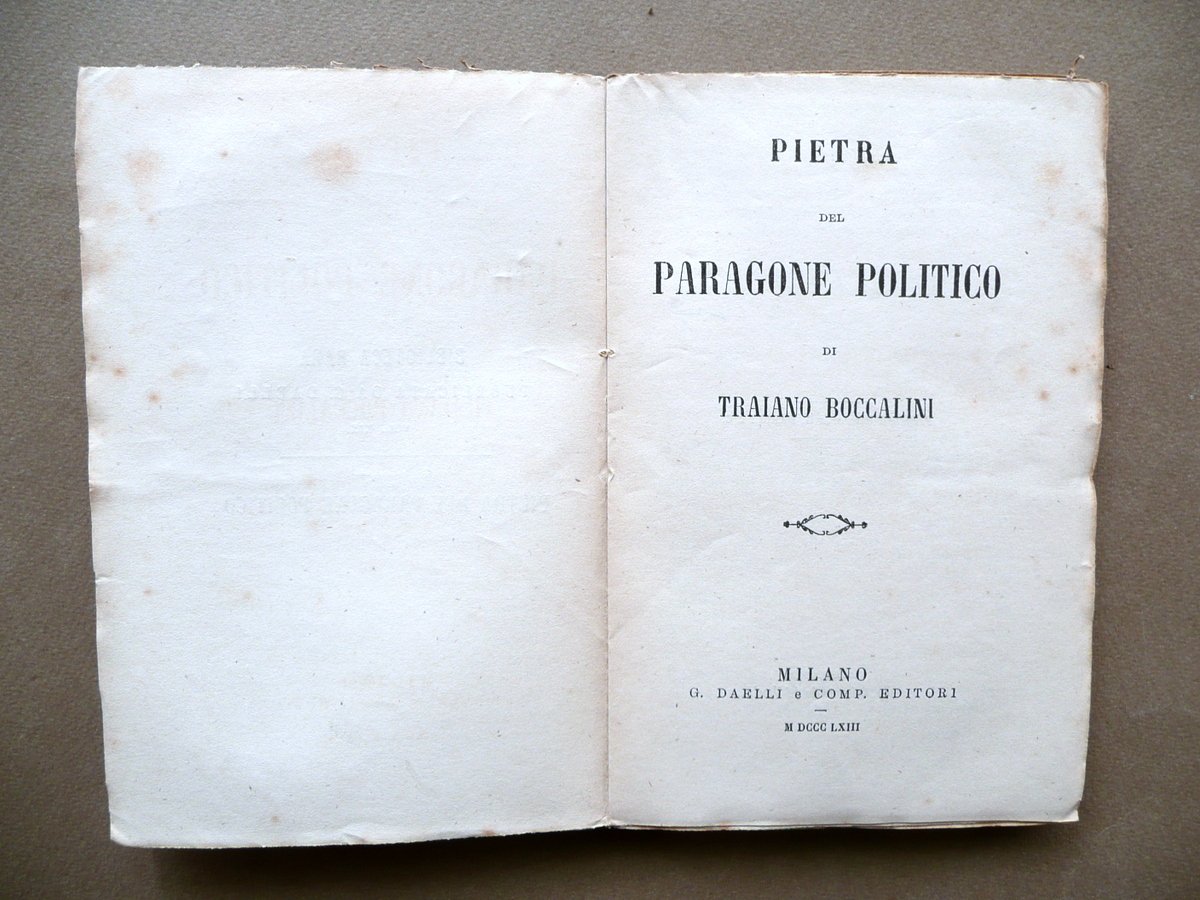 PIETRA
DEL
PARAGONE POLITICO
DI
TRAIANO BOCCALINI
MILANO
G. DAELLI e COMP. EDITORI
M DCCC LXIII